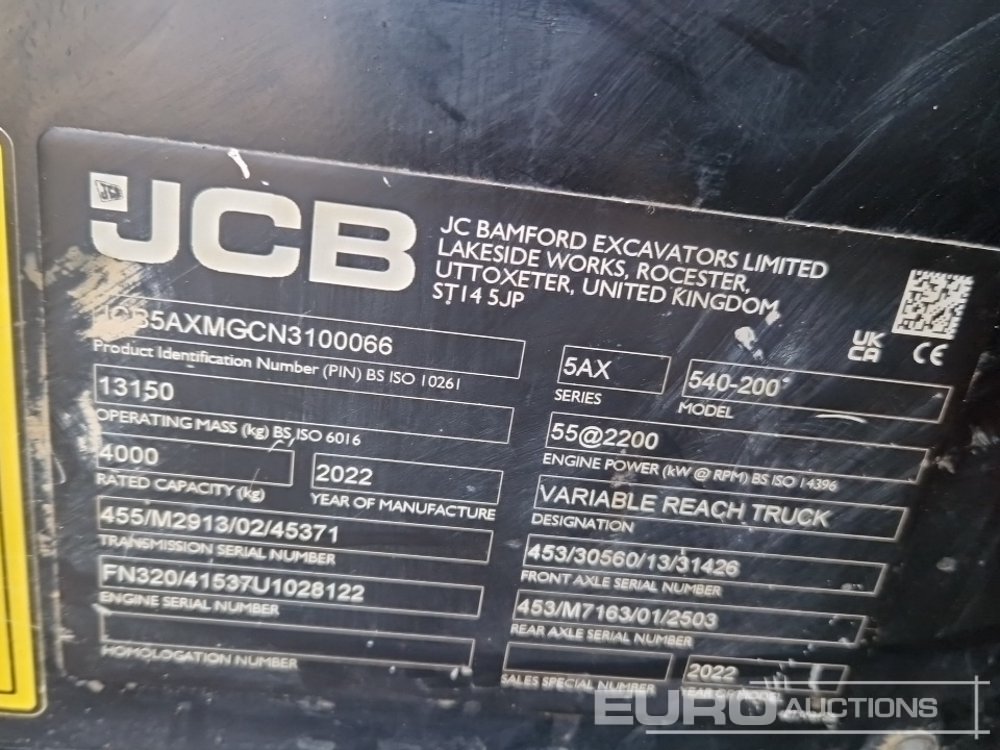 JCB
JC BAMFORD EXCAVATORS LIMITED
LAKESIDE WORKS, ROCESTER,
UTTOXETER, UNITED KINGDOM,
ST14 5JP
UK
CA
CE
JCB5AXMGCN3100066
Product Identification Number (PIN) BS ISO 10261
5AX
SERIES
540-200°
MODEL
13150
OPERATING MASS (kg) BS ISO 6016
55@2200
ENGINE POWER (kW @ RPM) BS ISO 14396
4000
RATED CAPACITY (kg)
2022
YEAR OF MANUFACTURE
VARIABLE REACH TRUCK
DESIGNATION
455/M2913/02/45371
TRANSMISSION SERIAL NUMBER
453/30560/13/31426
FRONT AXLE SERIAL NUMBER
FN320/41537U1028122
ENGINE SERIAL NUMBER
453/M7163/01/2503
REAR AXLE SERIAL NUMBER
HOMOLOGATION NUMBER
SALES SPECIAL NUMBER
2022
YEAR OF MODEL
EURO AUCTIONS